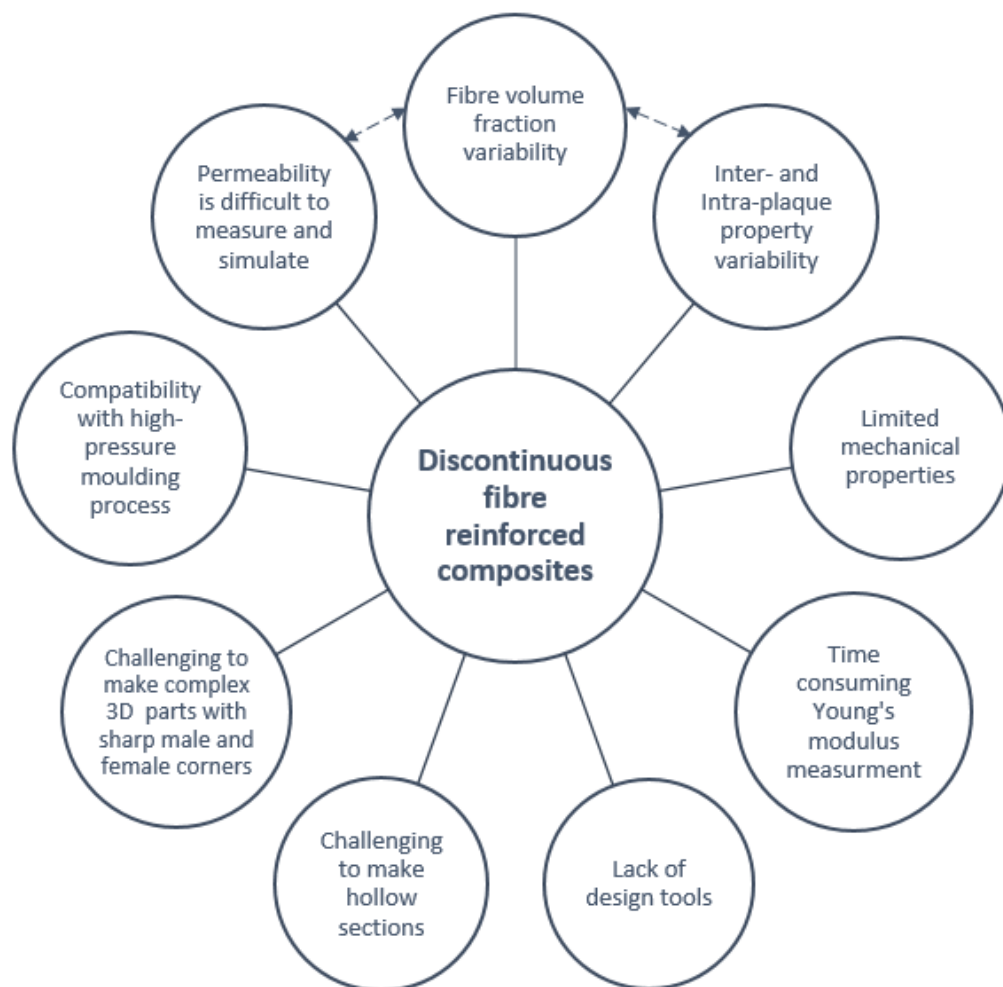 Fibre volume
fraction
variability
Permeability
is difficult to
measure and
simulate
Inter- and
Intra-plaque
property
variability
Compatibility
with high-
pressure
moulding
process
Limited
mechanical
properties
Discontinuous
fibre
reinforced
composites
Challenging to
make complex
3D parts with
sharp male and
female corners
Time
consuming
Young's
modulus
measurment
Challenging
to make
hollow
sections
Lack of
design tools